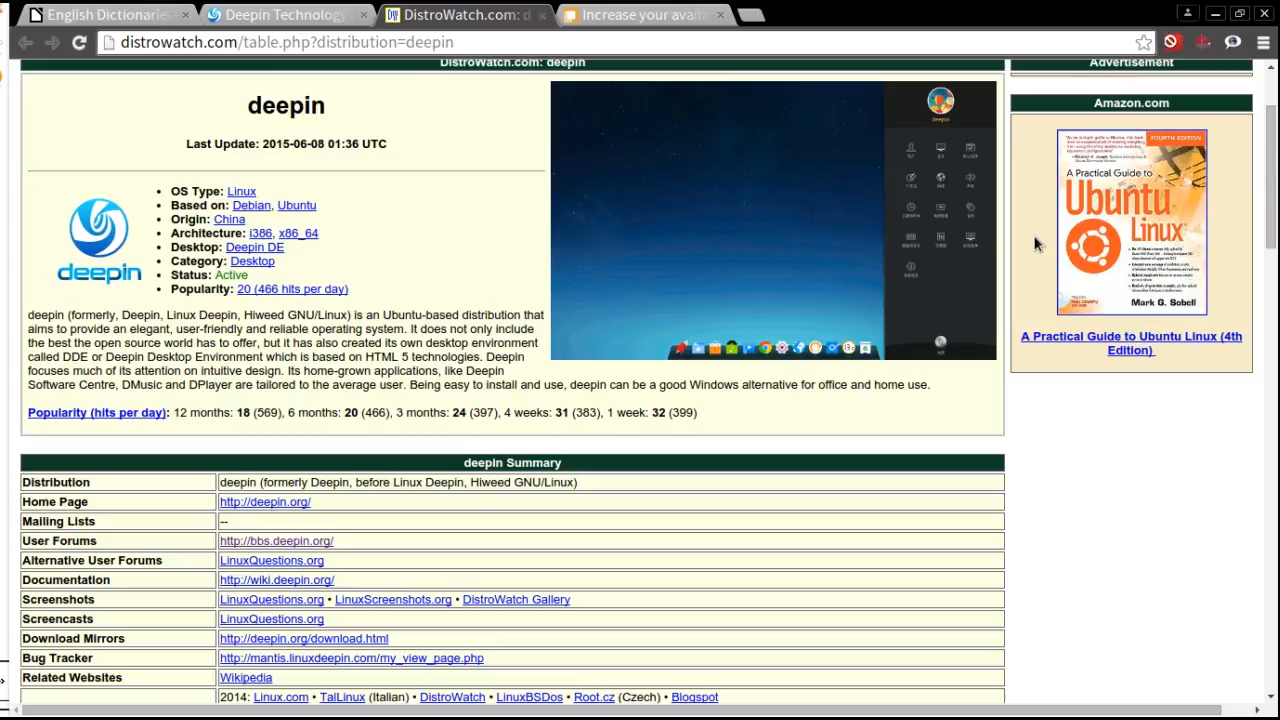 English Dictionarie
Deepin Technology
DistroWatch.com: d
Increase your avai
distrowatch.com/table.php?distribution=deepin
DistroWatch.com: deepin
Advertisement
deepin
Last Update: 2015-06-08 01:36 UTC
deepin
• OS Type: Linux
• Based on: Debian, Ubuntu
• Origin: China
• Architecture: i386, x86_64
• Desktop: Deepin DE
• Category: Desktop
• Status: Active
• Popularity: 20 (466 hits per day)
deepin
deepin (formerly, Deepin, Linux Deepin, Hiweed GNU/Linux) is an Ubuntu-based distribution that
aims to provide an elegant, user-friendly and reliable operating system. It does not only include
the best the open source world has to offer, but it has also created its own desktop environment
called DDE or Deepin Desktop Environment which is based on HTML 5 technologies. Deepin
focuses much of its attention on intuitive design. Its home-grown applications, like Deepin
Software Centre, DMusic and DPlayer are tailored to the average user. Being easy to install and use, deepin can be a good Windows alternative for office and home use.
Popularity (hits per day): 12 months: 18 (569), 6 months: 20 (466), 3 months: 24 (397), 4 weeks: 31 (383), 1 week: 32 (399)
Amazon.com
FOURTH EDITION
A Practical Guide to
Ubuntu
Linux
Mark G. Sobell
A Practical Guide to Ubuntu Linux (4th
Edition)
deepin Summary
Distribution deepin (formerly Deepin, before Linux Deepin, Hiweed GNU/Linux)
Home Page http://deepin.org/
Mailing Lists --
User Forums http://bbs.deepin.org/
Alternative User Forums LinuxQuestions.org
Documentation http://wiki.deepin.org/
Screenshots LinuxQuestions.org • LinuxScreenshots.org • DistroWatch Gallery
Screencasts LinuxQuestions.org
Download Mirrors http://deepin.org/download.html
Bug Tracker http://mantis.linuxdeepin.com/my_view_page.php
Related Websites Wikipedia
2014: Linux.com • TalLinux (Italian) • DistroWatch • LinuxBSDos • Root.cz (Czech) • Blogspot